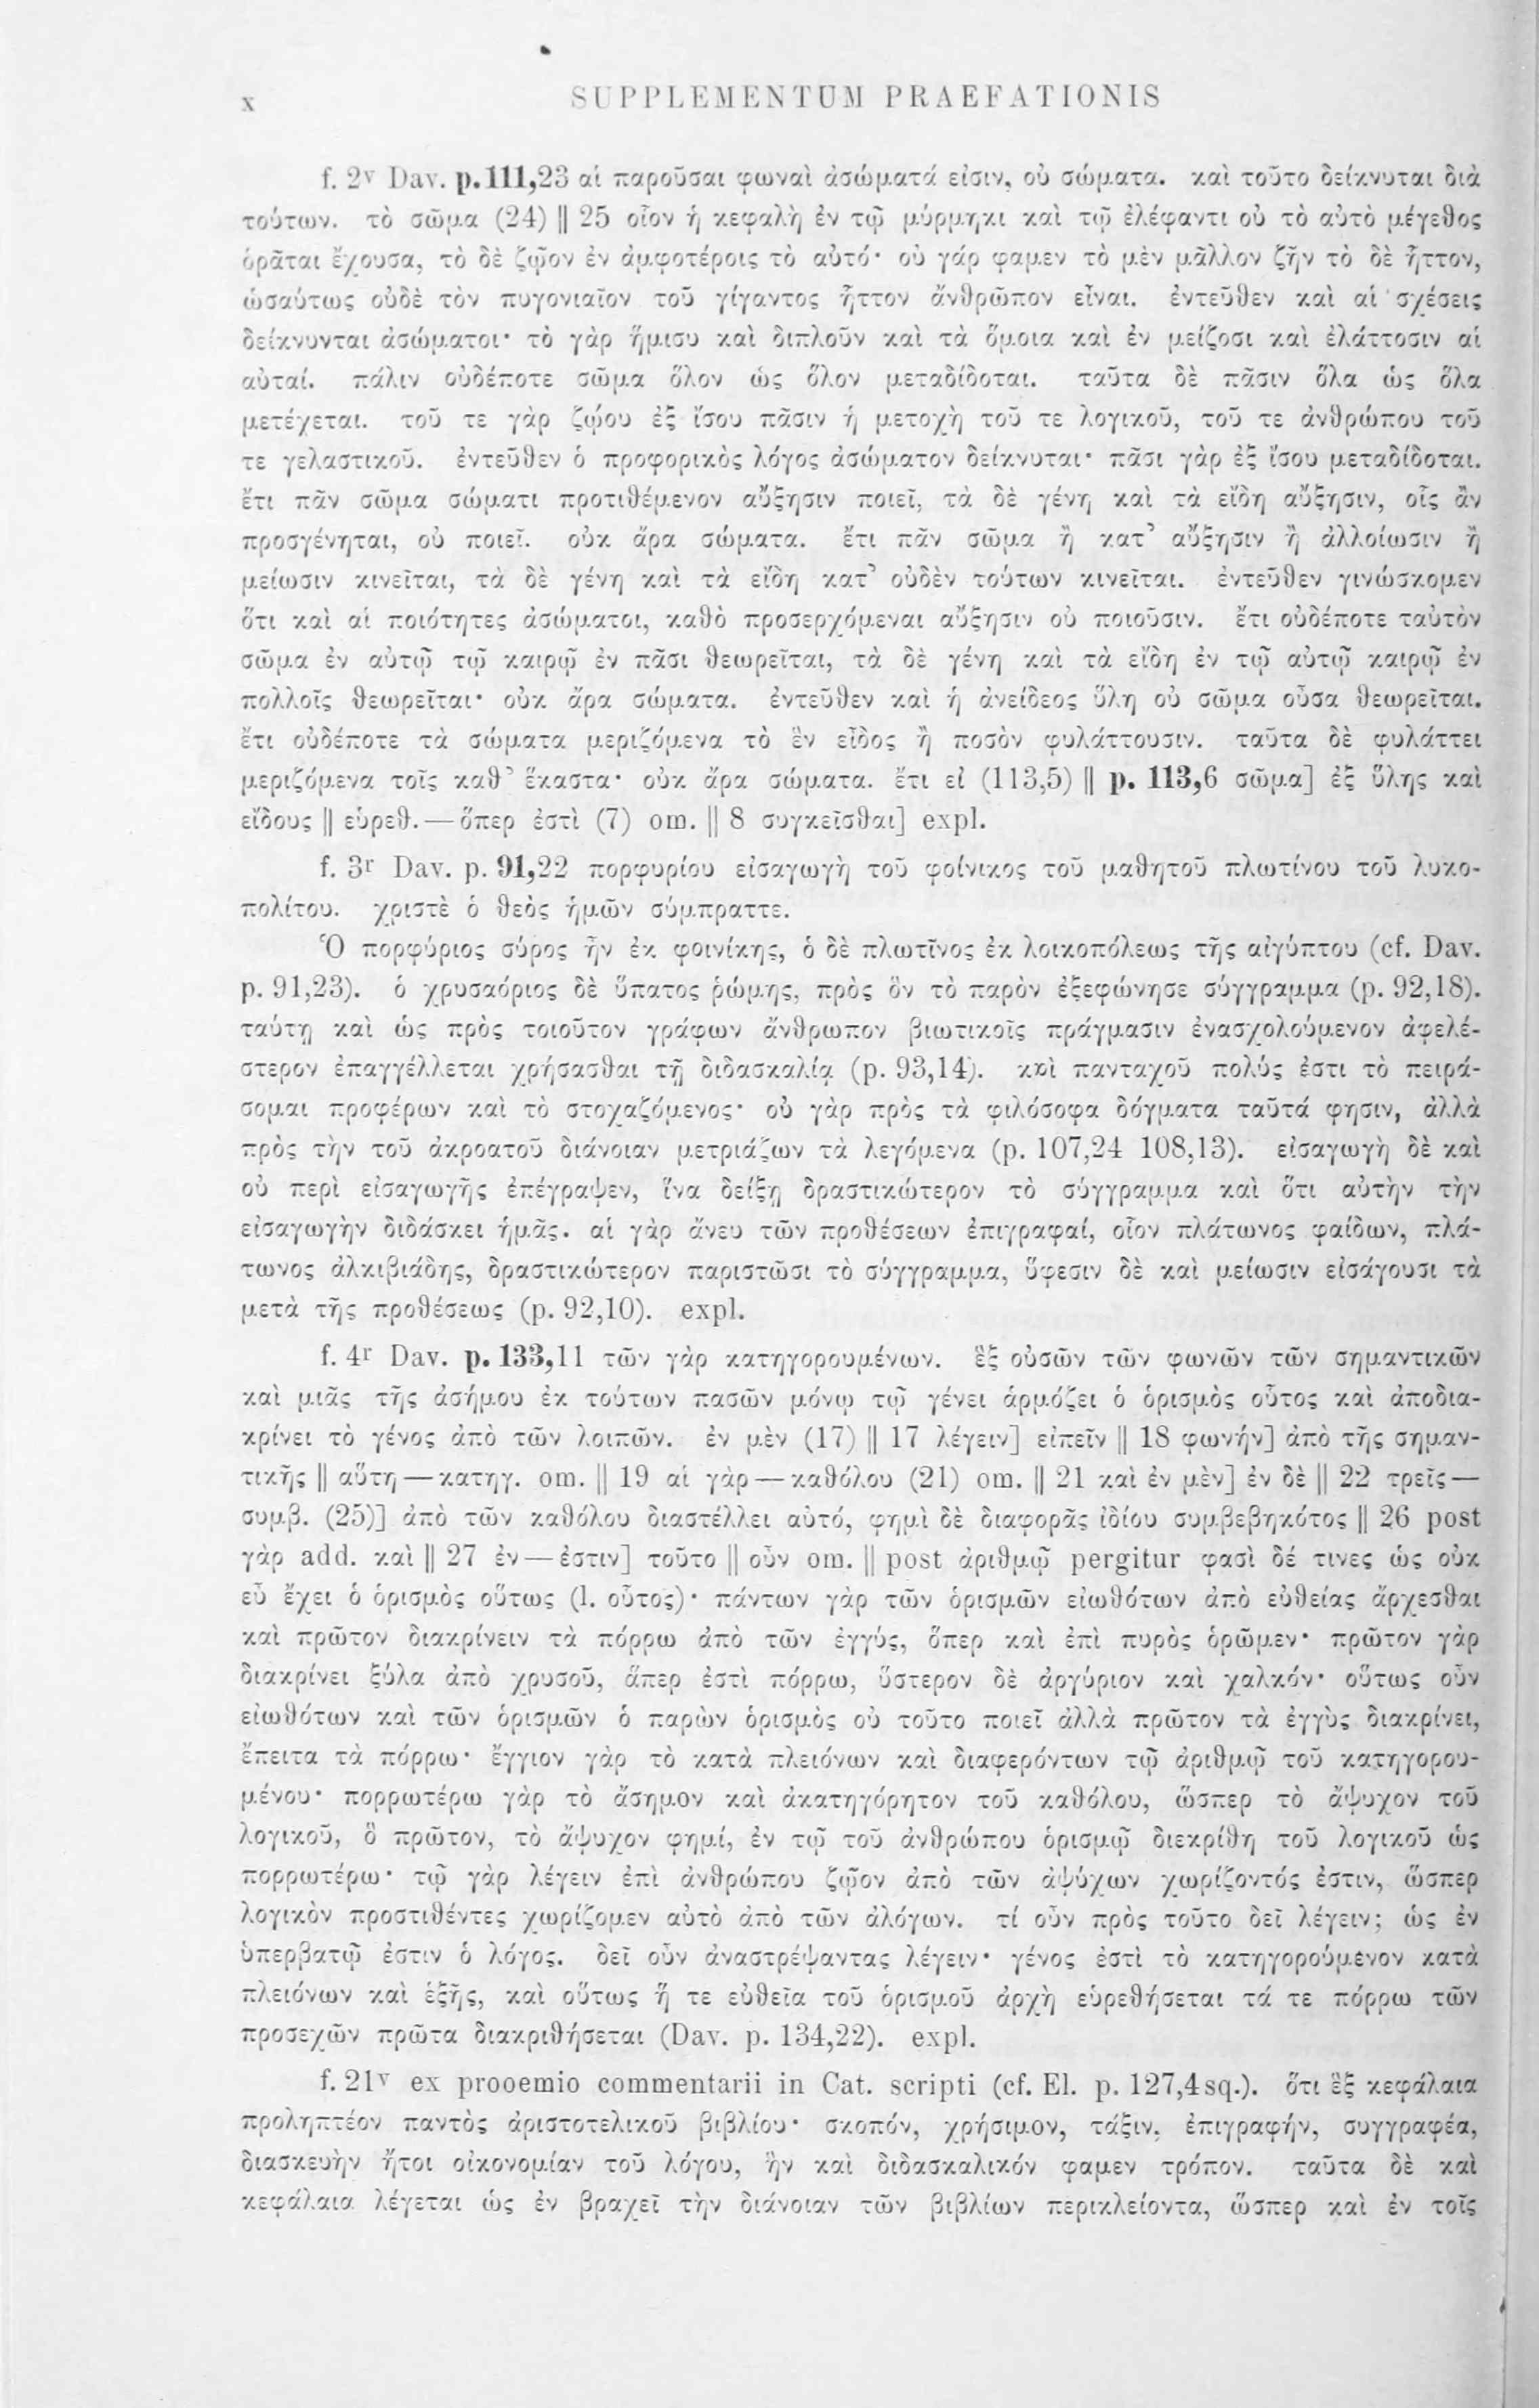 x SUPPLEMENTUM PRAEFATIONIS
f. 2v Dav. p. 111,23 αἱ παροῦσαι φωναὶ ἀσώματά εἰσιν, οὐ σώματα. καὶ τοῦτο δείκνυται διὰ
τούτων. τὸ σῶμα (24) || 25 οἷον ἡ κεφαλὴ ἐν τῷ μύρμηκι καὶ τῷ ἐλέφαντι οὐ τὸ αὐτὸ μέγεθος
ὁρᾶται ἔχουσα, τὸ δὲ ζῷον ἐν ἀμφοτέροις τὸ αὐτό· οὐ γάρ φαμεν τὸ μὲν μᾶλλον ζῆν τὸ δὲ ἧττον,
ὡσαύτως οὐδὲ τὸν πυγονιαῖον τοῦ γίγαντος ἧττον ἄνθρωπον εἶναι. ἐντεῦθεν καὶ αἱ σχέσεις
δείκνυνται ἀσώματοι· τὸ γὰρ ἥμισυ καὶ διπλοῦν καὶ τὰ ὅμοια καὶ ἐν μείζοσι καὶ ἐλάττοσιν αἱ
αὐταί. πάλιν οὐδέποτε σῶμα ὅλον ὡς ὅλον μεταδίδοται. ταῦτα δὲ πᾶσιν ὅλα ὡς ὅλα
μετέχεται. τοῦ τε γὰρ ζῴου ἐξ ἴσου πᾶσιν ἡ μετοχὴ τοῦ τε λογικοῦ, τοῦ τε ἀνθρώπου τοῦ
τε γελαστικοῦ. ἐντεῦθεν ὁ προφορικὸς λόγος ἀσώματον δείκνυται· πᾶσι γὰρ ἐξ ἴσου μεταδίδοται.
ἔτι πᾶν σῶμα σώματι προτιθέμενον αὔξησιν ποιεῖ, τὰ δὲ γένη καὶ τὰ εἴδη αὔξησιν, οἷς ἂν
προσγένηται, οὐ ποιεῖ. οὐκ ἄρα σώματα. ἔτι πᾶν σῶμα ἢ κατ’ αὔξησιν ἢ ἀλλοίωσιν ἢ
μείωσιν κινεῖται, τὰ δὲ γένη καὶ τὰ εἴδη κατ’ οὐδὲν τούτων κινεῖται. ἐντεῦθεν γινώσκομεν
ὅτι καὶ αἱ ποιότητες ἀσώματοι, καθὸ προσερχόμεναι αὔξησιν οὐ ποιοῦσιν. ἔτι οὐδέποτε ταὐτὸν
σῶμα ἐν αὐτῷ τῷ καιρῷ ἐν πᾶσι θεωρεῖται, τὰ δὲ γένη καὶ τὰ εἴδη ἐν τῷ αὐτῷ καιρῷ ἐν
πολλοῖς θεωρεῖται· οὐκ ἄρα σώματα. ἐντεῦθεν καὶ ἡ ἀνείδεος ὕλη οὐ σῶμα οὖσα θεωρεῖται.
ἔτι οὐδέποτε τὰ σώματα μεριζόμενα τὸ ἓν εἶδος ἢ ποσὸν φυλάττουσιν. ταῦτα δὲ φυλάττει
μεριζόμενα τοῖς καθ’ ἕκαστα· οὐκ ἄρα σώματα. ἔτι εἰ (113,5) || p. 113,6 σῶμα] ἐξ ὕλης καὶ
εἴδους || εὑρεθ. — ὅπερ ἐστὶ (7) om. || 8 συγκεῖσθαι] expl.
f. 3r Dav. p. 91,22 πορφυρίου εἰσαγωγὴ τοῦ φοίνικος τοῦ μαθητοῦ πλωτίνου τοῦ λυκο-
πολίτου. χριστὲ ὁ θεὸς ἡμῶν σύμπραττε.
Ὁ πορφύριος σύρος ἦν ἐκ φοινίκης, ὁ δὲ πλωτῖνος ἐκ λοικοπόλεως τῆς αἰγύπτου (cf. Dav.
p. 91,23). ὁ χρυσαόριος δὲ ὕπατος ῥώμης, πρὸς ὃν τὸ παρὸν ἐξεφώνησε σύγγραμμα (p. 92,18).
ταύτῃ καὶ ὡς πρὸς τοιοῦτον γράφων ἄνθρωπον βιωτικοῖς πράγμασιν ἐνασχολούμενον ἀφελέ-
στερον ἐπαγγέλλεται χρήσασθαι τῇ διδασκαλίᾳ (p. 93,14). καὶ πανταχοῦ πολύς ἐστι τὸ πειρά-
σομαι προφέρων καὶ τὸ στοχαζόμενος· οὐ γὰρ πρὸς τὰ φιλόσοφα δόγματα ταῦτά φησιν, ἀλλὰ
πρὸς τὴν τοῦ ἀκροατοῦ διάνοιαν μετριάζων τὰ λεγόμενα (p. 107,24 108,13). εἰσαγωγὴ δὲ καὶ
οὐ περὶ εἰσαγωγῆς ἐπέγραψεν, ἵνα δείξῃ δραστικώτερον τὸ σύγγραμμα καὶ ὅτι αὐτὴν τὴν
εἰσαγωγὴν διδάσκει ἡμᾶς. αἱ γὰρ ἄνευ τῶν προθέσεων ἐπιγραφαί, οἷον πλάτωνος φαίδων, πλά-
τωνος ἀλκιβιάδης, δραστικώτερον παριστῶσι τὸ σύγγραμμα, ὕφεσιν δὲ καὶ μείωσιν εἰσάγουσι τὰ
μετὰ τῆς προθέσεως (p. 92,10). expl.
f. 4r Dav. p. 133,11 τῶν γὰρ κατηγορουμένων. ἓξ οὐσῶν τῶν φωνῶν τῶν σημαντικῶν
καὶ μιᾶς τῆς ἀσήμου ἐκ τούτων πασῶν μόνῳ τῷ γένει ἁρμόζει ὁ ὁρισμὸς οὗτος καὶ ἀποδια-
κρίνει τὸ γένος ἀπὸ τῶν λοιπῶν. ἐν μὲν (17) || 17 λέγειν] εἰπεῖν || 18 φωνήν] ἀπὸ τῆς σημαν-
τικῆς || αὕτη — κατηγ. om. || 19 αἱ γὰρ — καθόλου (21) om. || 21 καὶ ἐν μὲν] ἐν δὲ || 22 τρεῖς —
συμβ. (25)] ἀπὸ τῶν καθόλου διαστέλλει αὐτό, φημὶ δὲ διαφορᾶς ἰδίου συμβεβηκότος || 26 post
γὰρ add. καὶ || 27 ἐν — ἐστιν] τοῦτο || οὖν om. || post ἀριθμῷ pergitur φασὶ δέ τινες ὡς οὐκ
εὖ ἔχει ὁ ὁρισμὸς οὕτως (l. οὗτος)· πάντων γὰρ τῶν ὁρισμῶν εἰωθότων ἀπὸ εὐθείας ἄρχεσθαι
καὶ πρῶτον διακρίνειν τὰ πόρρω ἀπὸ τῶν ἐγγύς, ὅπερ καὶ ἐπὶ πυρὸς ὁρῶμεν· πρῶτον γὰρ
διακρίνει ξύλα ἀπὸ χρυσοῦ, ἅπερ ἐστὶ πόρρω, ὕστερον δὲ ἀργύριον καὶ χαλκόν· οὕτως οὖν
εἰωθότων καὶ τῶν ὁρισμῶν ὁ παρὼν ὁρισμὸς οὐ τοῦτο ποιεῖ ἀλλὰ πρῶτον τὰ ἐγγὺς διακρίνει,
ἔπειτα τὰ πόρρω· ἔγγιον γὰρ τὸ κατὰ πλειόνων καὶ διαφερόντων τῷ ἀριθμῷ τοῦ κατηγορου-
μένου· πορρωτέρω γὰρ τὸ ἄσημον καὶ ἀκατηγόρητον τοῦ καθόλου, ὥσπερ τὸ ἄψυχον τοῦ
λογικοῦ, ὃ πρῶτον, τὸ ἄψυχον φημί, ἐν τῷ τοῦ ἀνθρώπου ὁρισμῷ διεκρίθη τοῦ λογικοῦ ὡς
πορρωτέρω· τῷ γὰρ λέγειν ἐπὶ ἀνθρώπου ζῷον ἀπὸ τῶν ἀψύχων χωρίζοντός ἐστιν, ὥσπερ
λογικὸν προστιθέντες χωρίζομεν αὐτὸ ἀπὸ τῶν ἀλόγων. τί οὖν πρὸς τοῦτο δεῖ λέγειν; ὡς ἐν
ὑπερβατῷ ἐστιν ὁ λόγος. δεῖ οὖν ἀναστρέψαντας λέγειν· γένος ἐστὶ τὸ κατηγορούμενον κατὰ
πλειόνων καὶ ἑξῆς, καὶ οὕτως ἥ τε εὐθεῖα τοῦ ὁρισμοῦ ἀρχὴ εὑρεθήσεται τά τε πόρρω τῶν
προσεχῶν πρῶτα διακριθήσεται (Dav. p. 134,22). expl.
f. 21v ex prooemio commentarii in Cat. scripti (cf. El. p. 127,4 sq.). ὅτι ἓξ κεφάλαια
προληπτέον παντὸς ἀριστοτελικοῦ βιβλίου· σκοπόν, χρήσιμον, τάξιν, ἐπιγραφήν, συγγραφέα,
διασκευὴν ἤτοι οἰκονομίαν τοῦ λόγου, ἣν καὶ διδασκαλικόν φαμεν τρόπον. ταῦτα δὲ καὶ
κεφάλαια λέγεται ὡς ἐν βραχεῖ τὴν διάνοιαν τῶν βιβλίων περικλείοντα, ὥσπερ καὶ ἐν τοῖς